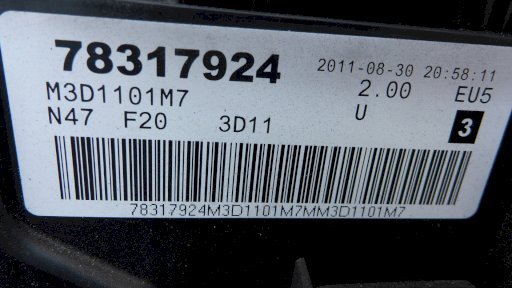 78317924 2011-08-30 20:58:11
M3D1101M7 2.00 EU5
N47 F20 3D11 U 3
78317924M3D1101M7MM3D1101M7